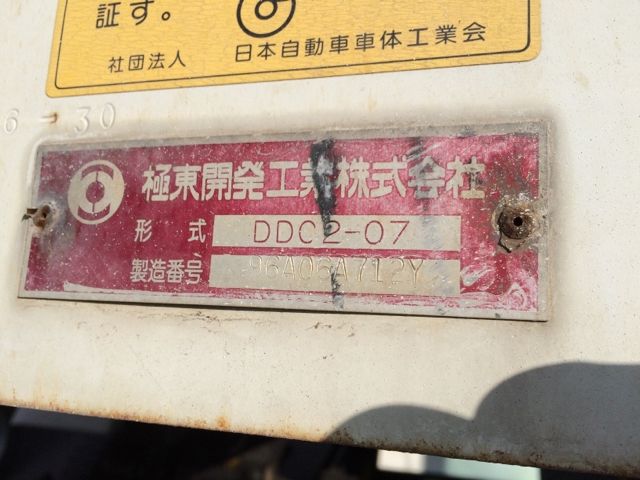 証す。
社団法人 日本自動車車体工業会
6-30
極東開発工業株式会社
形式 DDC2-07
製造番号 96A06A712Y